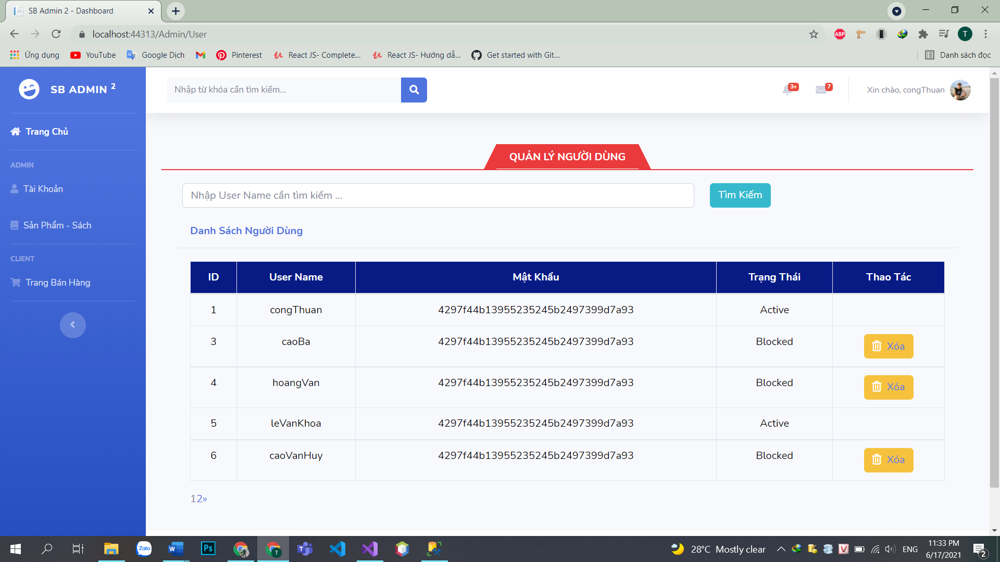 SB Admin 2 - Dashboard
localhost:44313/Admin/User
ABP
T
Ứng dụng
YouTube
Google Dịch
Pinterest
React JS- Complete...
React JS- Hướng dẫ...
Get started with Git...
Danh sách đọc
SB ADMIN 2
Nhập từ khóa cần tìm kiếm...
3+
7
Xin chào, congThuan
Trang Chủ
ADMIN
Tài Khoản
Sản Phẩm - Sách
CLIENT
Trang Bán Hàng
QUẢN LÝ NGƯỜI DÙNG
Nhập User Name cần tìm kiếm ...
Tìm Kiếm
Danh Sách Người Dùng
ID User Name Mật Khẩu Trạng Thái Thao Tác
1 congThuan 4297f44b13955235245b2497399d7a93 Active
3 caoBa 4297f44b13955235245b2497399d7a93 Blocked Xóa
4 hoangVan 4297f44b13955235245b2497399d7a93 Blocked Xóa
5 leVanKhoa 4297f44b13955235245b2497399d7a93 Active
6 caoVanHuy 4297f44b13955235245b2497399d7a93 Blocked Xóa
12»
Zalo
W
Ps
T
28°C Mostly clear
V
ENG
11:33 PM
6/17/2021
2